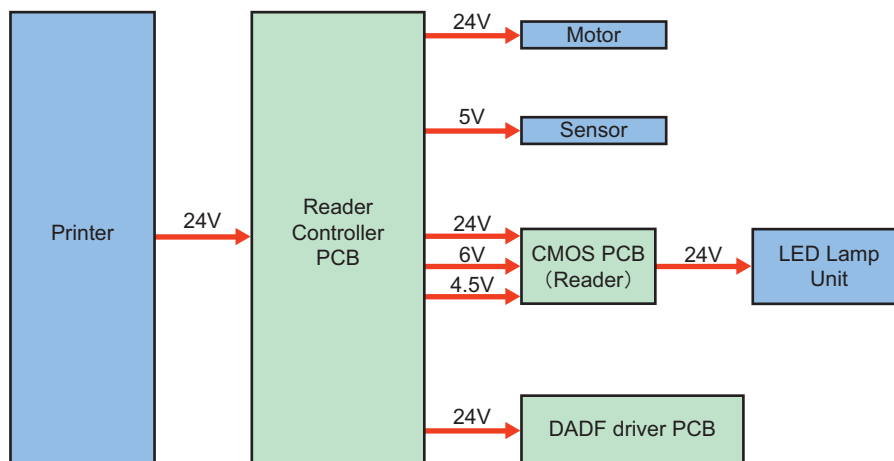 24V
Motor
5V
Sensor
Printer
24V
Reader
Controller
PCB
24V
6V
4.5V
CMOS PCB
（Reader）
24V
LED Lamp
Unit
24V
DADF driver PCB